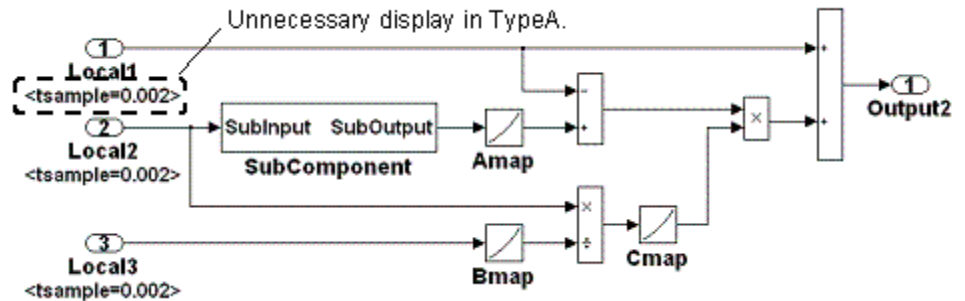 Unnecessary display in TypeA.
1
Local1
<tsample=0.002>
2
Local2
<tsample=0.002>
SubInput SubOutput
SubComponent
Amap
-
+
×
+
+
1
Output2
3
Local3
<tsample=0.002>
Bmap
×
÷
Cmap